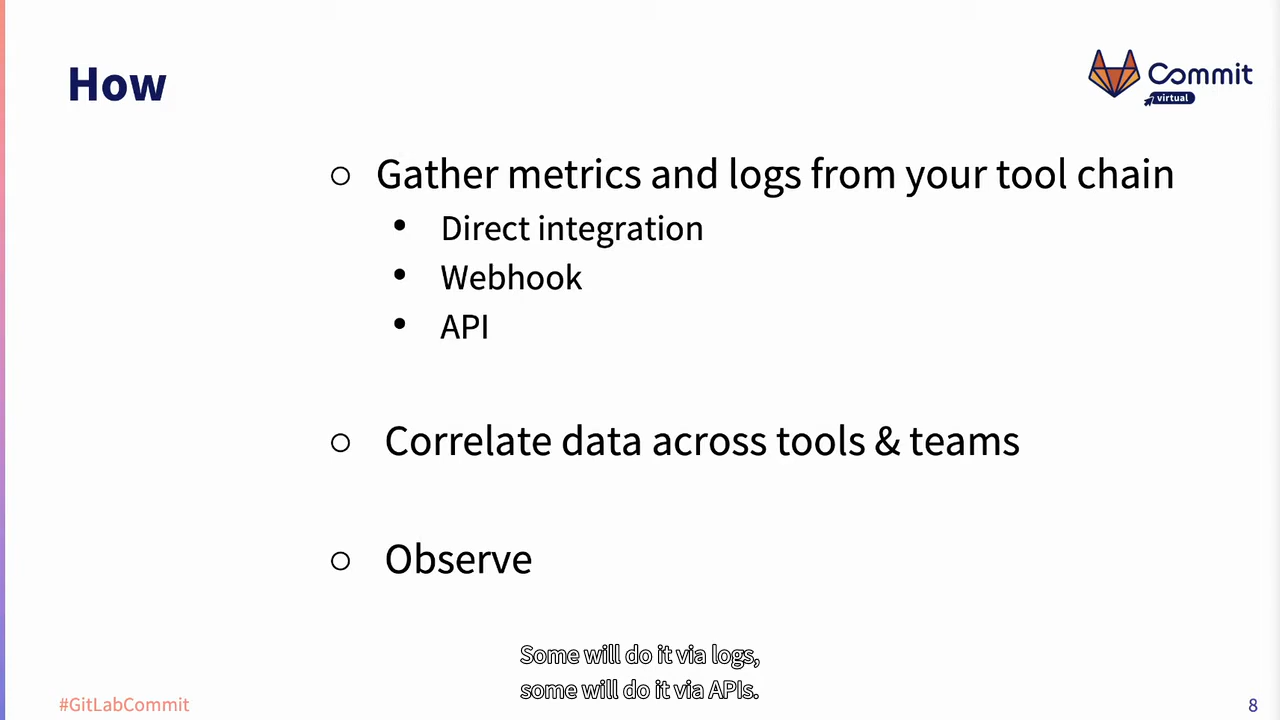 How
Commit
virtual
○ Gather metrics and logs from your tool chain
• Direct integration
• Webhook
• API
○ Correlate data across tools & teams
○ Observe
Some will do it via logs,
some will do it via APIs.
#GitLabCommit
8